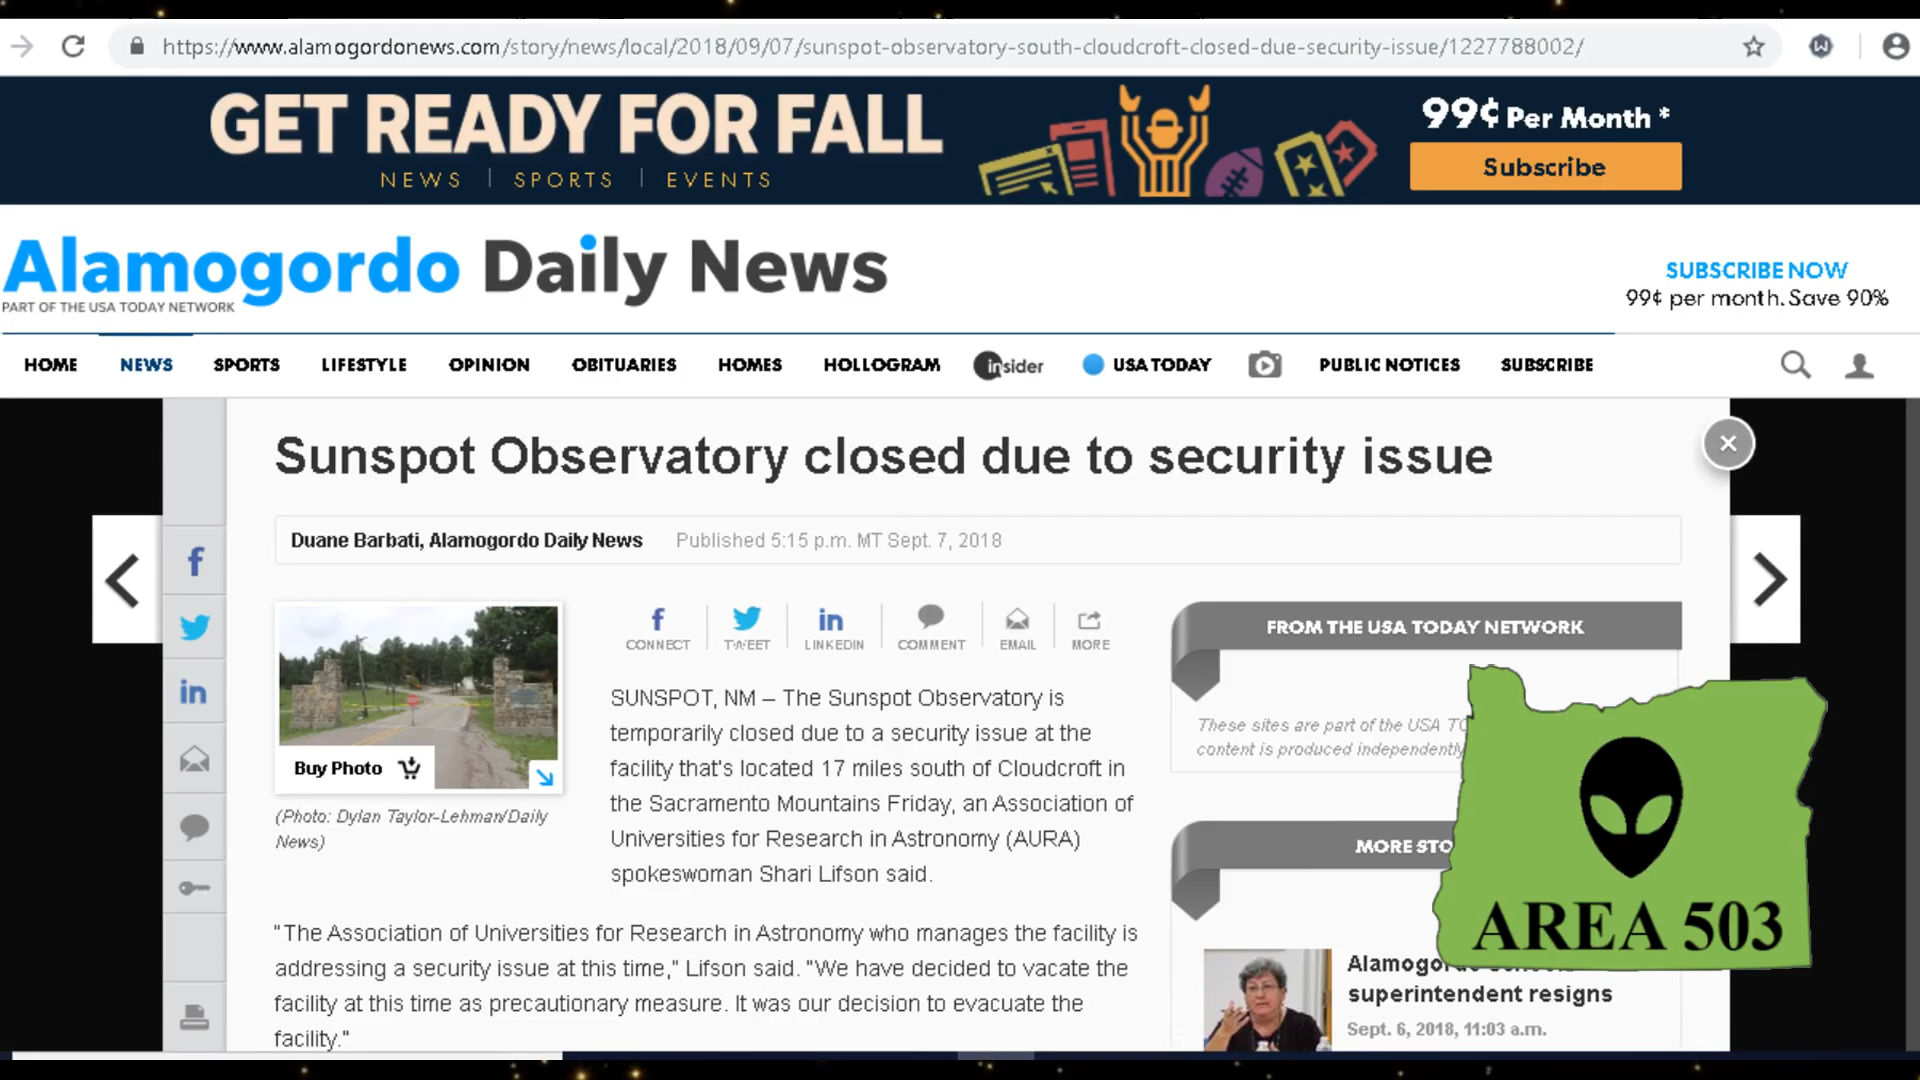 https://www.alamogordonews.com/story/news/local/2018/09/07/sunspot-observatory-south-cloudcroft-closed-due-security-issue/1227788002/
GET READY FOR FALL
NEWS | SPORTS | EVENTS
99¢ Per Month *
Subscribe
Alamogordo Daily News
PART OF THE USA TODAY NETWORK
SUBSCRIBE NOW
99¢ per month. Save 90%
HOME NEWS SPORTS LIFESTYLE OPINION OBITUARIES HOMES HOLLOGRAM insider USA TODAY PUBLIC NOTICES SUBSCRIBE
Sunspot Observatory closed due to security issue
Duane Barbati, Alamogordo Daily News Published 5:15 p.m. MT Sept. 7, 2018
Buy Photo
(Photo: Dylan Taylor-Lehman/Daily
News)
CONNECT TWEET LINKEDIN COMMENT EMAIL MORE
SUNSPOT, NM – The Sunspot Observatory is
temporarily closed due to a security issue at the
facility that's located 17 miles south of Cloudcroft in
the Sacramento Mountains Friday, an Association of
Universities for Research in Astronomy (AURA)
spokeswoman Shari Lifson said.
"The Association of Universities for Research in Astronomy who manages the facility is
addressing a security issue at this time," Lifson said. "We have decided to vacate the
facility at this time as precautionary measure. It was our decision to evacuate the
facility."
FROM THE USA TODAY NETWORK
These sites are part of the USA
content is produced independently
MORE
AREA 503
superintendent resigns
Sept. 6, 2018, 11:03 a.m.